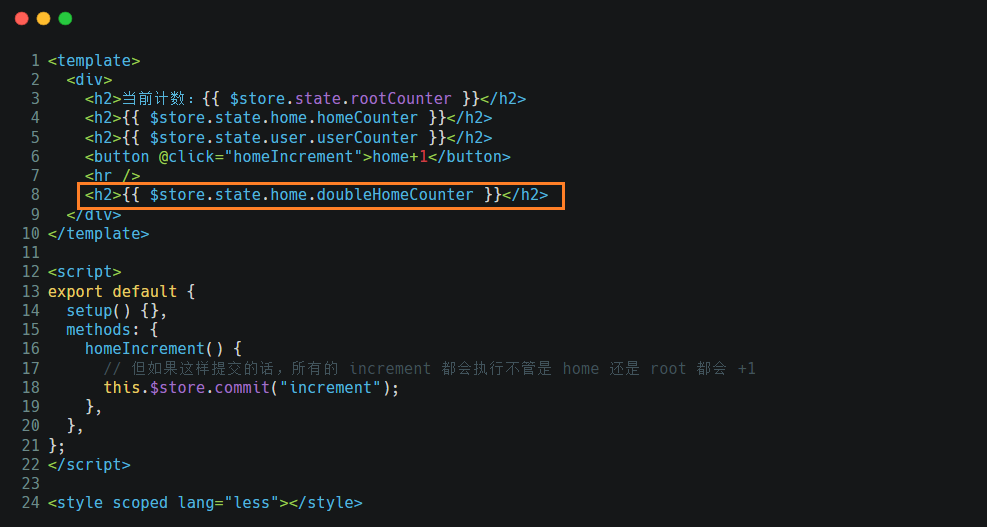 1 <template>
2 <div>
3 <h2>当前计数：{{ $store.state.rootCounter }}</h2>
4 <h2>{{ $store.state.home.homeCounter }}</h2>
5 <h2>{{ $store.state.user.userCounter }}</h2>
6 <button @click="homeIncrement">home+1</button>
7 <hr />
8 <h2>{{ $store.state.home.doubleHomeCounter }}</h2>
9 </div>
10 </template>
11
12 <script>
13 export default {
14 setup() {},
15 methods: {
16 homeIncrement() {
17 // 但如果这样提交的话，所有的 increment 都会执行不管是 home 还是 root 都会 +1
18 this.$store.commit("increment");
19 },
20 },
21 };
22 </script>
23
24 <style scoped lang="less"></style>